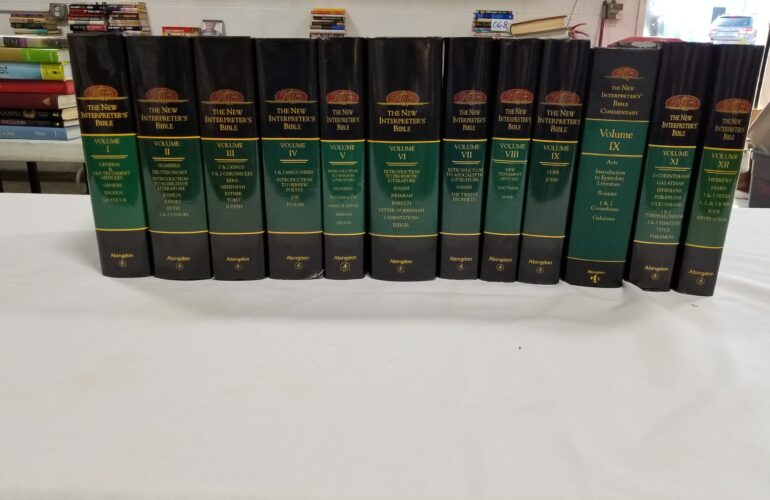 THE NEW
INTERPRETER'S
BIBLE
VOLUME
I
GENERAL &
OLD TESTAMENT
ARTICLES
GENESIS
EXODUS
LEVITICUS
Abingdon
THE NEW
INTERPRETER'S
BIBLE
VOLUME
II
NUMBERS
DEUTERONOMY
INTRODUCTION
TO NARRATIVE
LITERATURE
JOSHUA
JUDGES
RUTH
1 & 2 SAMUEL
Abingdon
THE NEW
INTERPRETER'S
BIBLE
VOLUME
III
1 & 2 KINGS
1 & 2 CHRONICLES
EZRA
NEHEMIAH
ESTHER
TOBIT
JUDITH
Abingdon
THE NEW
INTERPRETER'S
BIBLE
VOLUME
IV
1 & 2 MACCABEES
INTRODUCTION
TO HEBREW
POETRY
JOB
PSALMS
Abingdon
THE NEW
INTERPRETER'S
BIBLE
VOLUME
V
INTRODUCTION
TO WISDOM
LITERATURE
PROVERBS
ECCLESIASTES
SONG OF SONGS
WISDOM
SIRACH
Abingdon
THE NEW
INTERPRETER'S
BIBLE
VOLUME
VI
INTRODUCTION
TO PROPHETIC
LITERATURE
ISAIAH
JEREMIAH
BARUCH
LETTER OF JEREMIAH
LAMENTATIONS
EZEKIEL
Abingdon
THE NEW
INTERPRETER'S
BIBLE
VOLUME
VII
INTRODUCTION
TO APOCALYPTIC
LITERATURE
DANIEL
THE TWELVE
PROPHETS
Abingdon
THE NEW
INTERPRETER'S
BIBLE
VOLUME
VIII
NEW
TESTAMENT
ARTICLES
MATTHEW
MARK
Abingdon
THE NEW
INTERPRETER'S
BIBLE
VOLUME
IX
LUKE
JOHN
Abingdon
THE NEW
INTERPRETER'S
BIBLE
COMMENTARY
Volume
IX
Acts
Introduction
to Epistolary
Literature
Romans
1 & 2
Corinthians
Galatians
Abingdon
THE NEW
INTERPRETER'S
BIBLE
VOLUME
XI
2 CORINTHIANS
GALATIANS
EPHESIANS
PHILIPPIANS
COLOSSIANS
1 & 2
THESSALONIANS
1 & 2 TIMOTHY
TITUS
PHILEMON
Abingdon
THE NEW
INTERPRETER'S
BIBLE
VOLUME
XII
HEBREWS
JAMES
1 & 2 PETER
1, 2, & 3 JOHN
JUDE
REVELATION
Abingdon